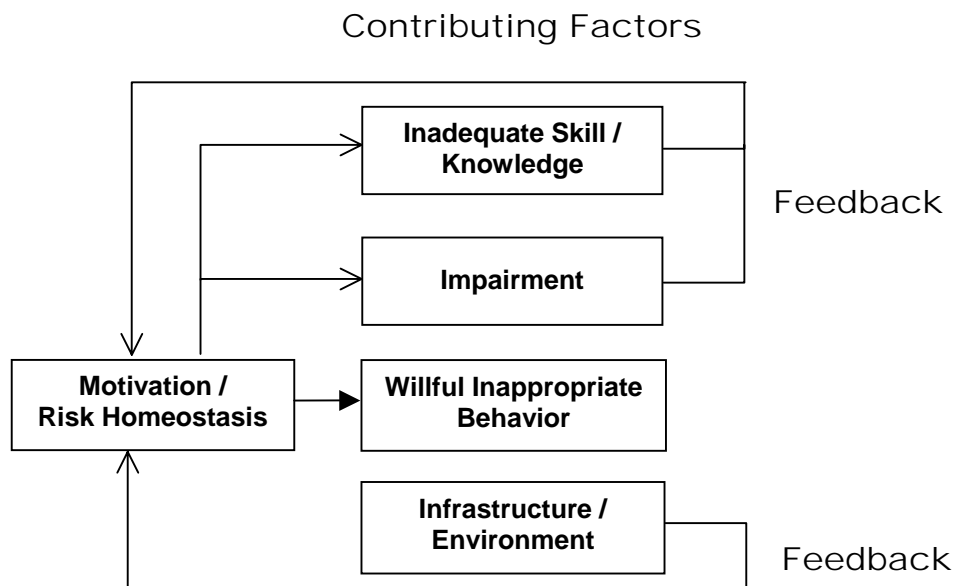 Contributing Factors
Inadequate Skill /
Knowledge
Feedback
Impairment
Motivation /
Risk Homeostasis
Willful Inappropriate
Behavior
Infrastructure /
Environment
Feedback